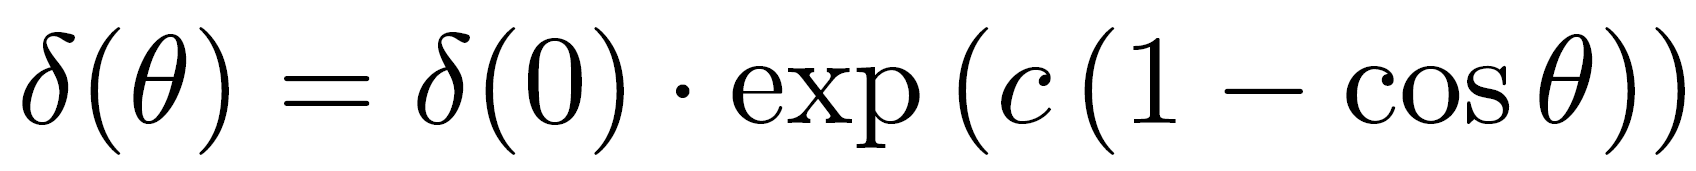 δ(θ) = δ(0) · exp (c (1 − cos θ))